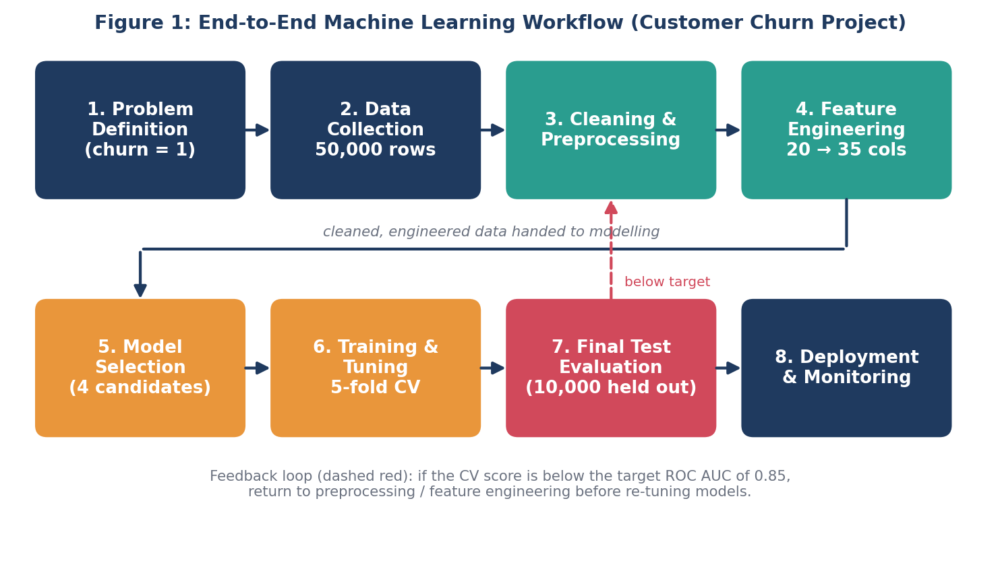 Figure 1: End-to-End Machine Learning Workflow (Customer Churn Project)
1. Problem
Definition
(churn = 1)
2. Data
Collection
50,000 rows
3. Cleaning &
Preprocessing
4. Feature
Engineering
20 → 35 cols
cleaned, engineered data handed to modelling
below target
5. Model
Selection
(4 candidates)
6. Training &
Tuning
5-fold CV
7. Final Test
Evaluation
(10,000 held out)
8. Deployment
& Monitoring
Feedback loop (dashed red): if the CV score is below the target ROC AUC of 0.85,
return to preprocessing / feature engineering before re-tuning models.